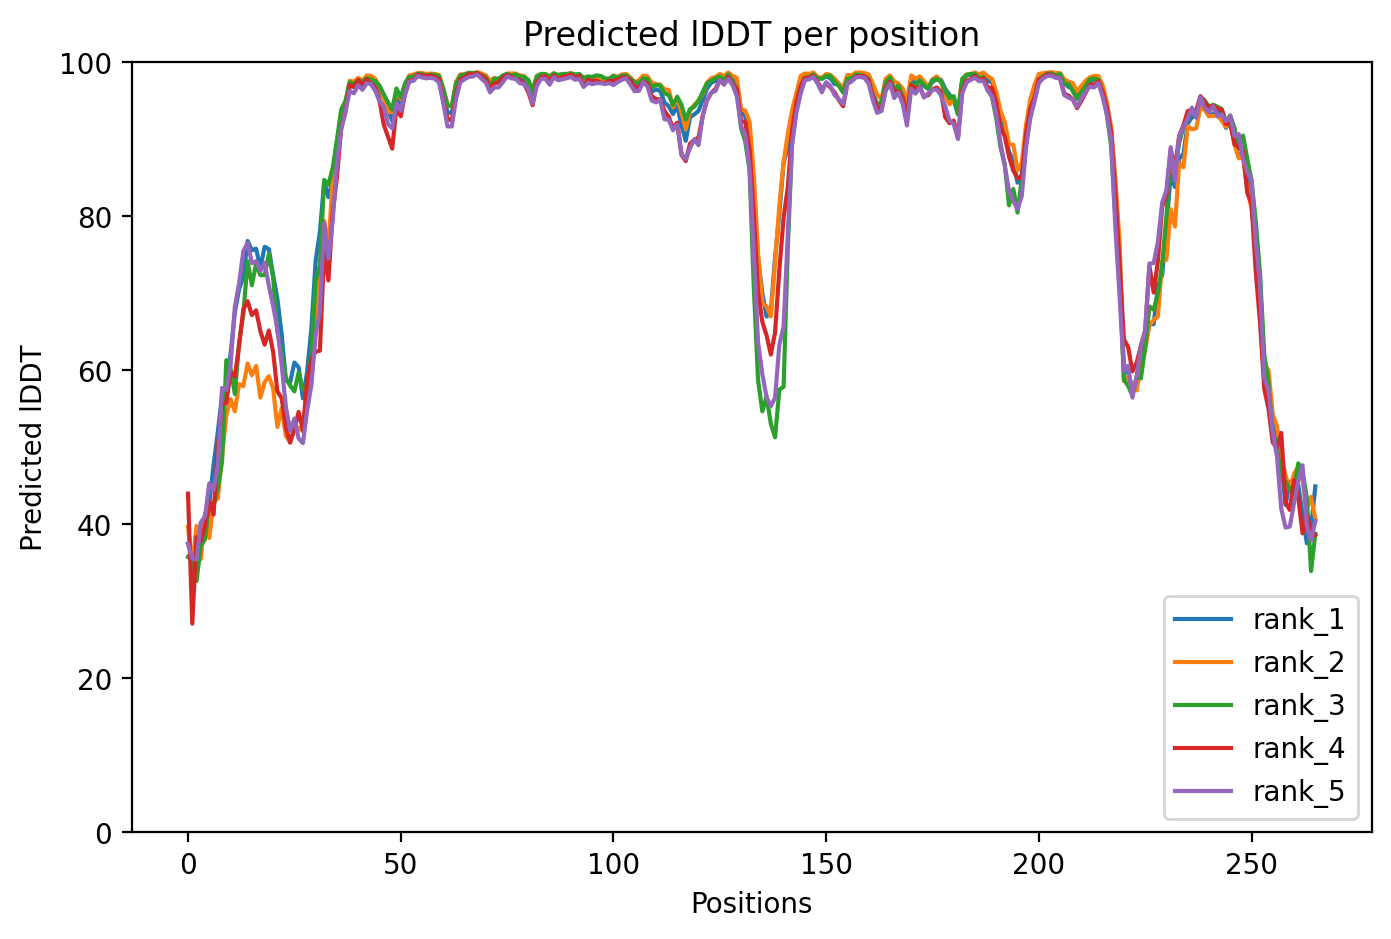 Predicted lDDT per position
100
80
60
40
20
0
Predicted lDDT
0 50 100 150 200 250
Positions
rank_1
rank_2
rank_3
rank_4
rank_5